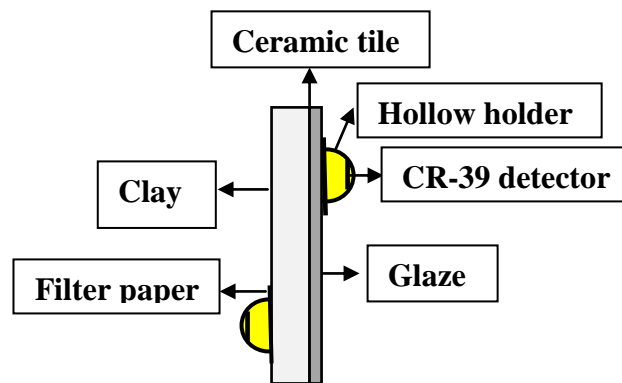 Ceramic tile
Hollow holder
CR-39 detector
Clay
Glaze
Filter paper